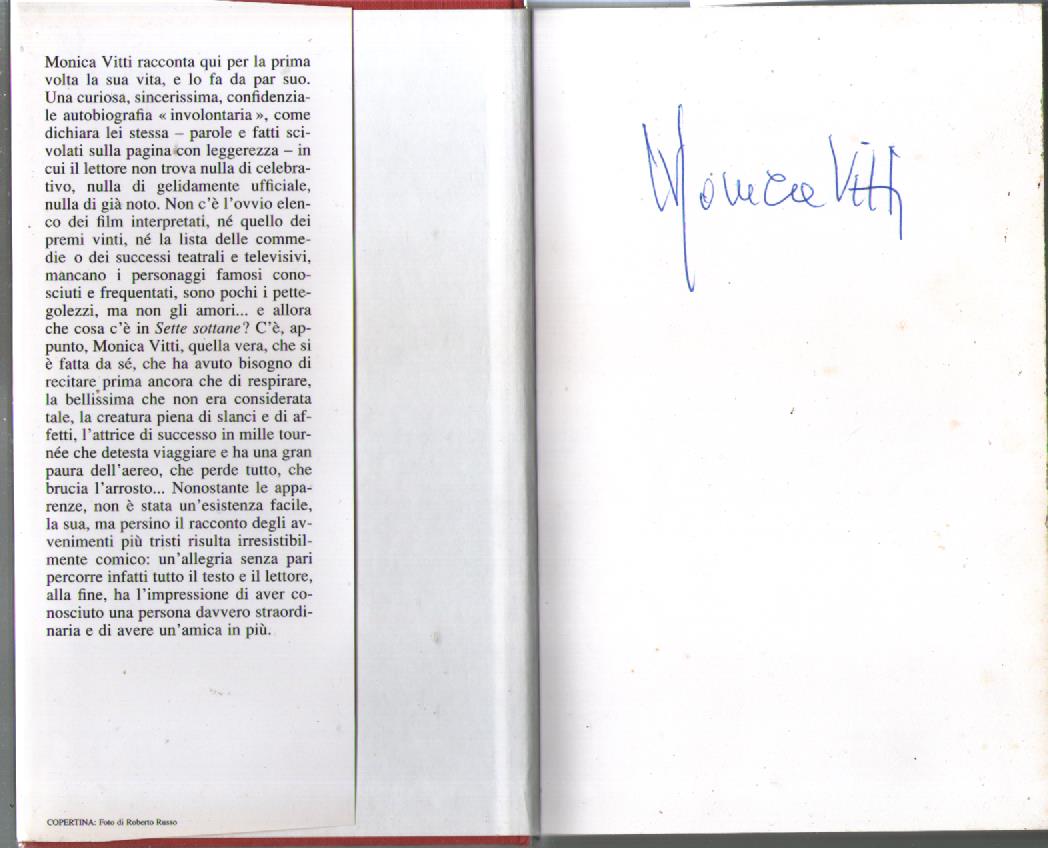 Monica Vitti racconta qui per la prima
volta la sua vita, e lo fa da par suo.
Una curiosa, sincerissima, confidenzia-
le autobiografia « involontaria », come
dichiara lei stessa – parole e fatti sci-
volati sulla pagina con leggerezza – in
cui il lettore non trova nulla di celebra-
tivo, nulla di gelidamente ufficiale,
nulla di già noto. Non c'è l'ovvio elen-
co dei film interpretati, né quello dei
premi vinti, né la lista delle comme-
die o dei successi teatrali e televisivi,
mancano i personaggi famosi cono-
sciuti e frequentati, sono pochi i pette-
golezzi, ma non gli amori... e allora
che cosa c'è in Sette sottane? C'è, ap-
punto, Monica Vitti, quella vera, che si
è fatta da sé, che ha avuto bisogno di
recitare prima ancora che di respirare,
la bellissima che non era considerata
tale, la creatura piena di slanci e di af-
fetti, l'attrice di successo in mille tour-
née che detesta viaggiare e ha una gran
paura dell'aereo, che perde tutto, che
brucia l'arrosto... Nonostante le appa-
renze, non è stata un'esistenza facile,
la sua, ma persino il racconto degli av-
venimenti più tristi risulta irresistibil-
mente comico: un'allegria senza pari
percorre infatti tutto il testo e il lettore,
alla fine, ha l'impressione di aver co-
nosciuto una persona davvero straordi-
naria e di avere un'amica in più.
COPERTINA: Foto di Roberto Russo
Monica Vitti